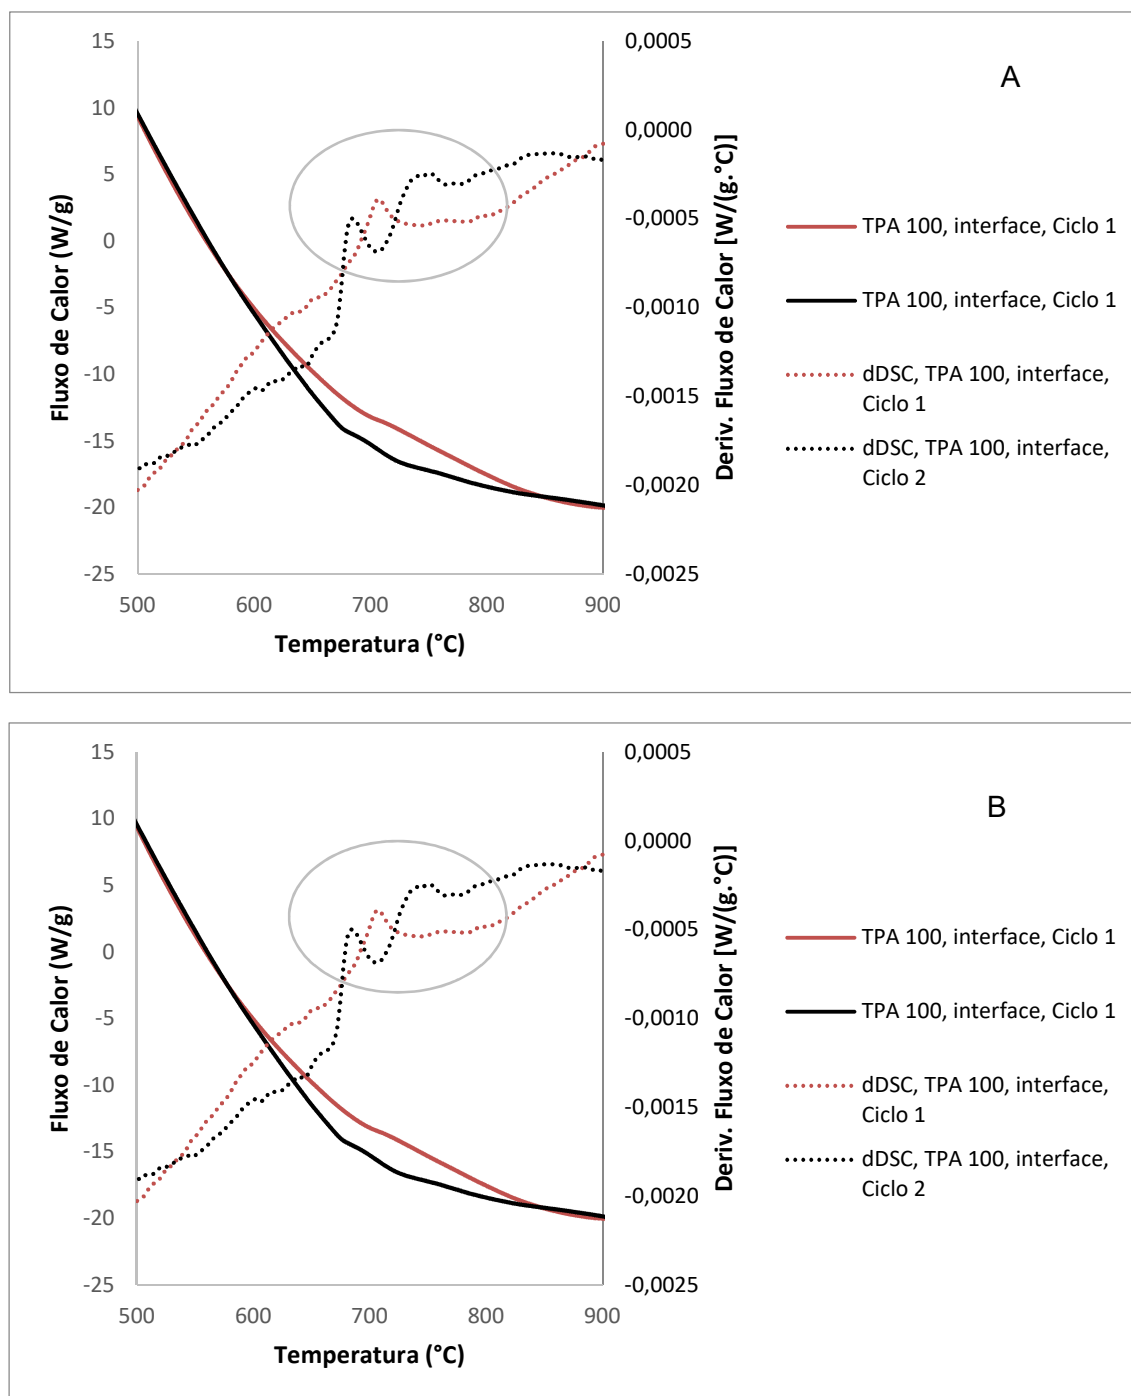 A
15
10
5
0
-5
-10
-15
-20
-25
Fluxo de Calor (W/g)
500
600
700
800
900
Temperatura (°C)
0,0005
0,0000
-0,0005
-0,0010
-0,0015
-0,0020
-0,0025
Deriv. Fluxo de Calor [W/(g.°C)]
TPA 100, interface, Ciclo 1
TPA 100, interface, Ciclo 1
dDSC, TPA 100, interface,
Ciclo 1
dDSC, TPA 100, interface,
Ciclo 2
B
15
10
5
0
-5
-10
-15
-20
-25
Fluxo de Calor (W/g)
500
600
700
800
900
Temperatura (°C)
0,0005
0,0000
-0,0005
-0,0010
-0,0015
-0,0020
-0,0025
Deriv. Fluxo de Calor [W/(g.°C)]
TPA 100, interface, Ciclo 1
TPA 100, interface, Ciclo 1
dDSC, TPA 100, interface,
Ciclo 1
dDSC, TPA 100, interface,
Ciclo 2